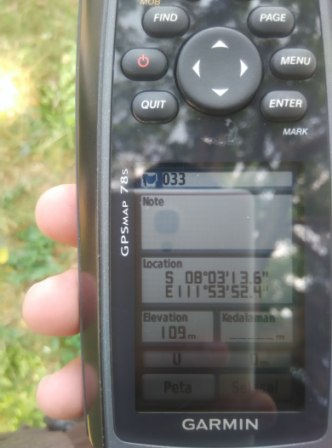 MOB
FIND
PAGE
MENU
QUIT
ENTER
MARK
GPSMAP 78s
033
Note
Location
S 08°03'13.6"
E111°53'52.4"
Elevation
109m
Kedalaman
_____m
U
Peta
GARMIN